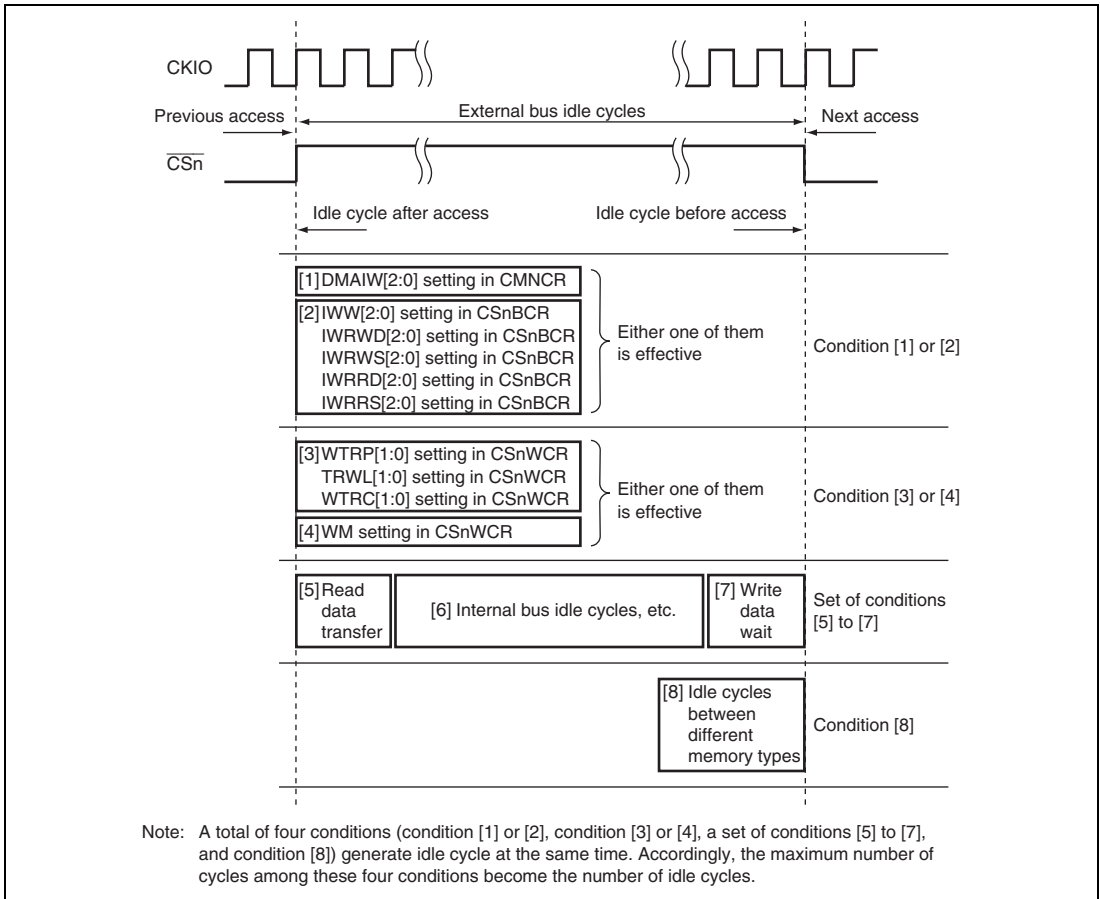 CKIO
Previous access
External bus idle cycles
Next access
CSn
Idle cycle after access
Idle cycle before access
[1] DMAIW[2:0] setting in CMNCR
[2] IWW[2:0] setting in CSnBCR
IWRWD[2:0] setting in CSnBCR
IWRWS[2:0] setting in CSnBCR
IWRRD[2:0] setting in CSnBCR
IWRRS[2:0] setting in CSnBCR
Either one of them
is effective
Condition [1] or [2]
[3] WTRP[1:0] setting in CSnWCR
TRWL[1:0] setting in CSnWCR
WTRC[1:0] setting in CSnWCR
[4] WM setting in CSnWCR
Either one of them
is effective
Condition [3] or [4]
[5] Read
data
transfer
[6] Internal bus idle cycles, etc.
[7] Write
data
wait
Set of conditions
[5] to [7]
[8] Idle cycles
between
different
memory types
Condition [8]
Note: A total of four conditions (condition [1] or [2], condition [3] or [4], a set of conditions [5] to [7],
and condition [8]) generate idle cycle at the same time. Accordingly, the maximum number of
cycles among these four conditions become the number of idle cycles.